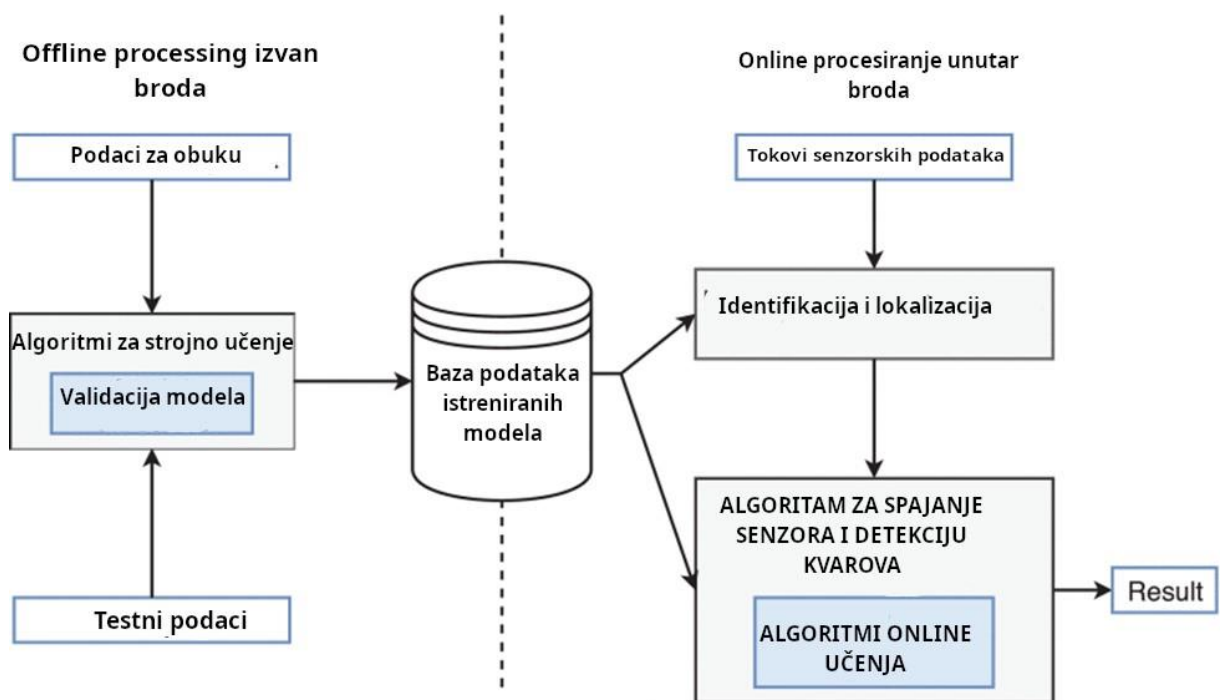 Offline processing izvan
broda
Podaci za obuku
Algoritmi za strojno učenje
Validacija modela
Testni podaci
Baza podataka
istreniranih
modela
Online procesiranje unutar
broda
Tokovi senzorskih podataka
Identifikacija i lokalizacija
ALGORITAM ZA SPAJANJE
SENZORA I DETEKCIJU
KVAROVA
ALGORITMI ONLINE
UČENJA
Result